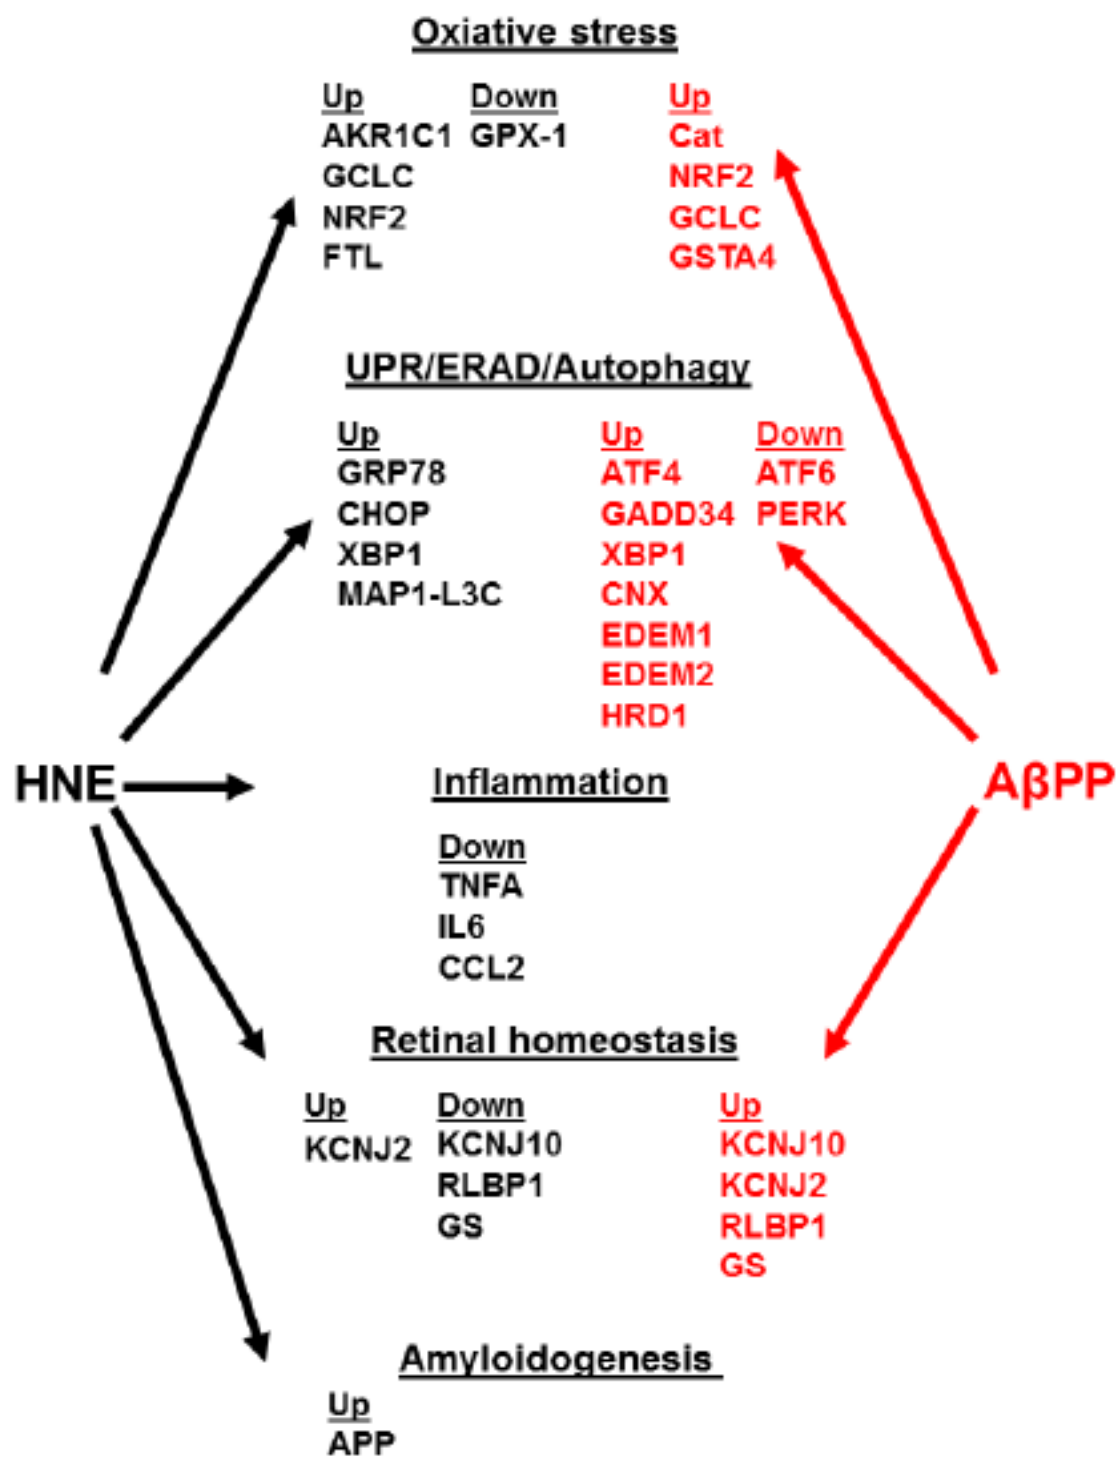 Oxiative stress
Up Down Up
AKR1C1 GPX-1 Cat
GCLC NRF2
NRF2 GCLC
FTL GSTA4
UPR/ERAD/Autophagy
Up Up Down
GRP78 ATF4 ATF6
CHOP GADD34 PERK
XBP1 XBP1
MAP1-L3C CNX
EDEM1
EDEM2
HRD1
HNE Inflammation AβPP
Down
TNFA
IL6
CCL2
Retinal homeostasis
Up Down Up
KCNJ2 KCNJ10 KCNJ10
RLBP1 KCNJ2
GS RLBP1
GS
Amyloidogenesis
Up
APP